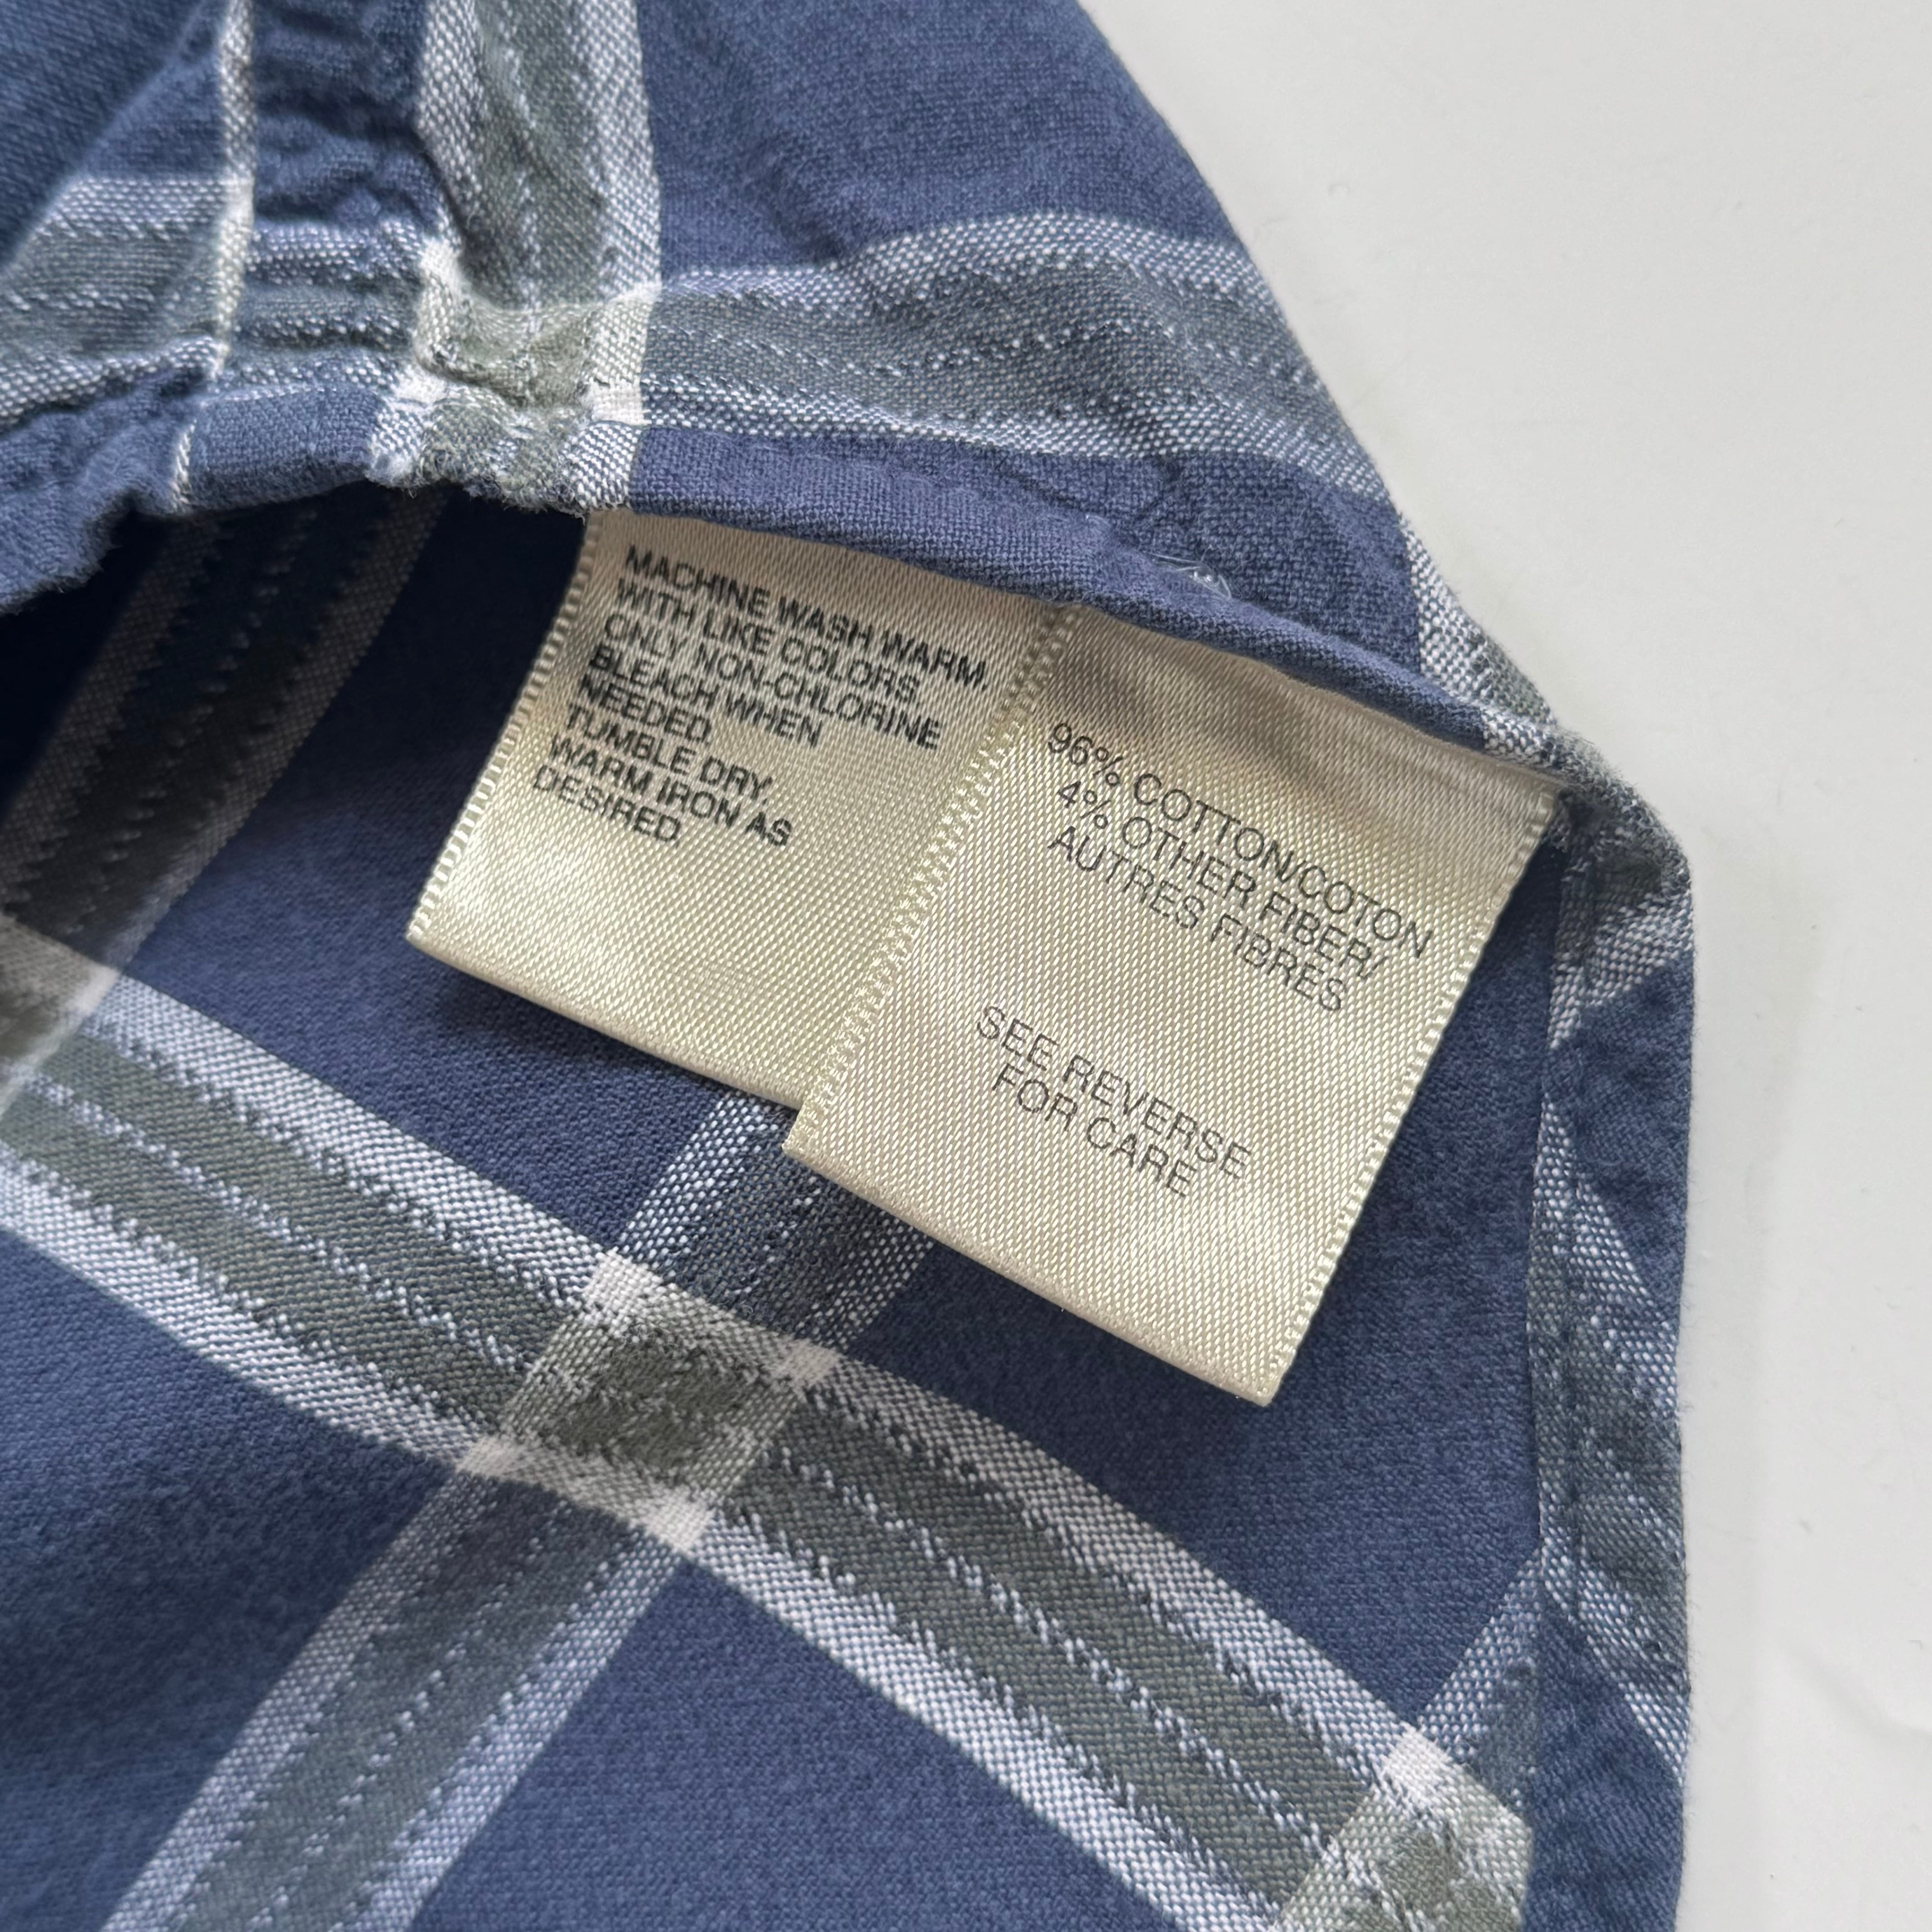 MACHINE WASH WARM
WITH LIKE COLORS.
ONLY NON-CHLORINE
BLEACH WHEN
NEEDED.
TUMBLE DRY.
WARM IRON AS
DESIRED.
96% COTTON/COTON
4% OTHER FIBER/
AUTRES FIBRES
SEE REVERSE
FOR CARE